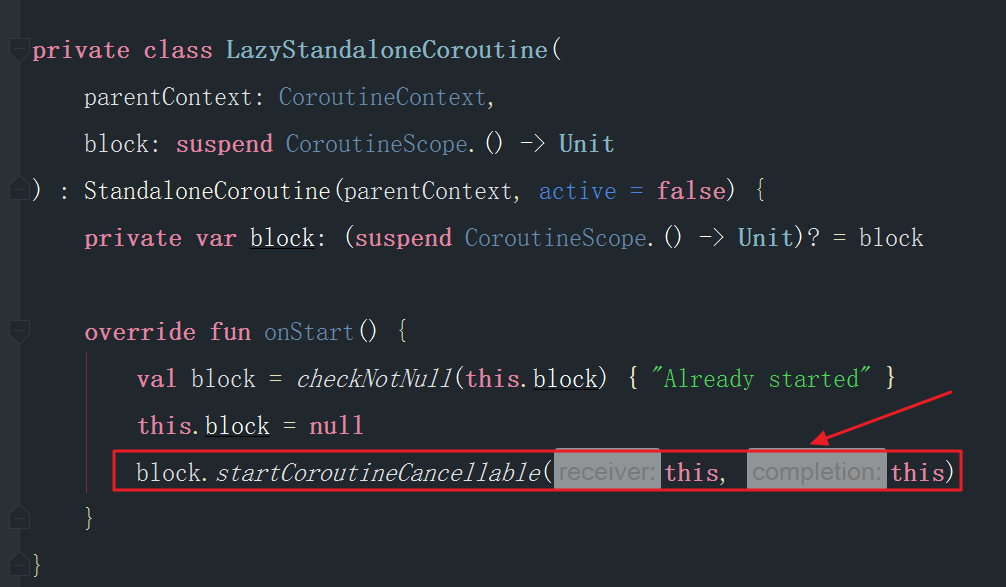 private class LazyStandaloneCoroutine(
    parentContext: CoroutineContext,
    block: suspend CoroutineScope.() -> Unit
) : StandaloneCoroutine(parentContext, active = false) {
    private var block: (suspend CoroutineScope.() -> Unit)? = block
    override fun onStart() {
        val block = checkNotNull(this.block) { "Already started" }
        this.block = null
        block.startCoroutineCancellable(receiver: this, completion: this)
    }
}